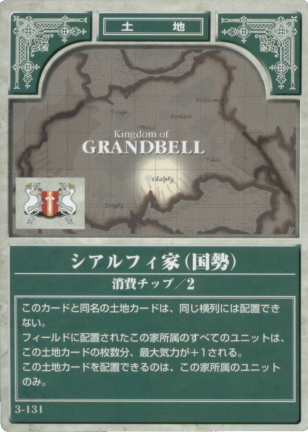 土地
Kingdom of
GRANDBELL
Chalphy
シアルフィ家(国勢)
消費チップ/2
このカードと同名の土地カードは、同じ横列には配置でき
ない。
フィールドに配置されたこの家所属のすべてのユニットは、
この土地カードの枚数分、最大気力が+1される。
この土地カードを配置できるのは、この家所属のユニット
のみ。
3-131